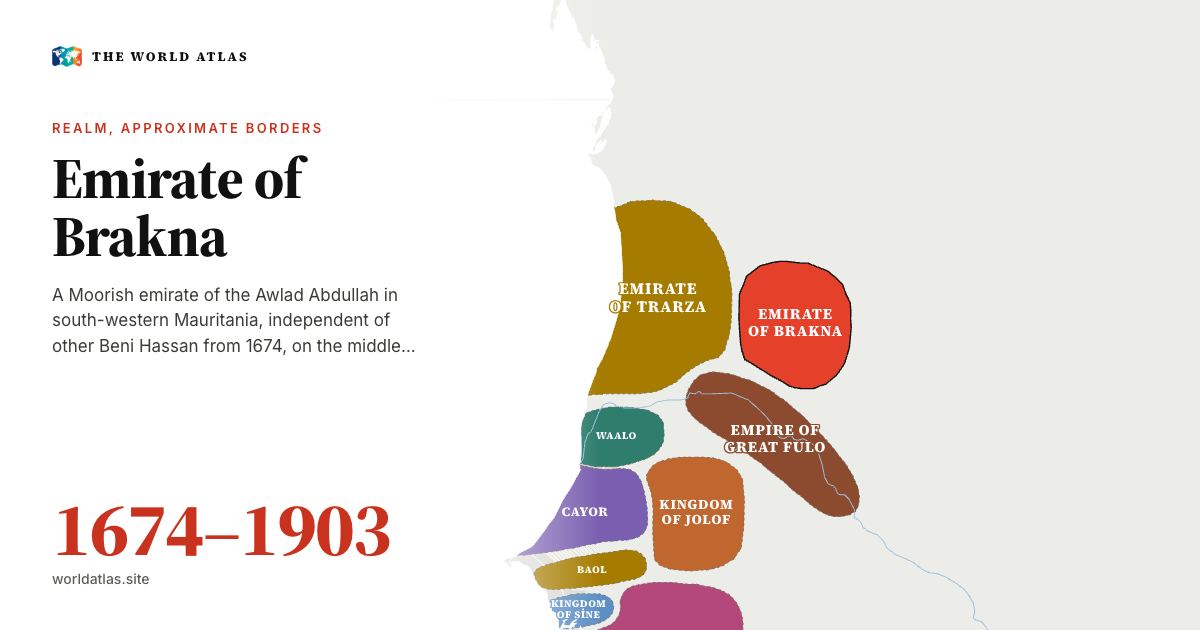 THE WORLD ATLAS
REALM, APPROXIMATE BORDERS
Emirate of
Brakna
A Moorish emirate of the Awlad Abdullah in
south-western Mauritania, independent of
other Beni Hassan from 1674, on the middle...
1674–1903
worldatlas.site
EMIRATE
OF TRARZA
EMIRATE
OF BRAKNA
EMPIRE OF
GREAT FULO
WAALO
CAYOR
KINGDOM
OF JOLOF
BAOL
KINGDOM
OF SINE